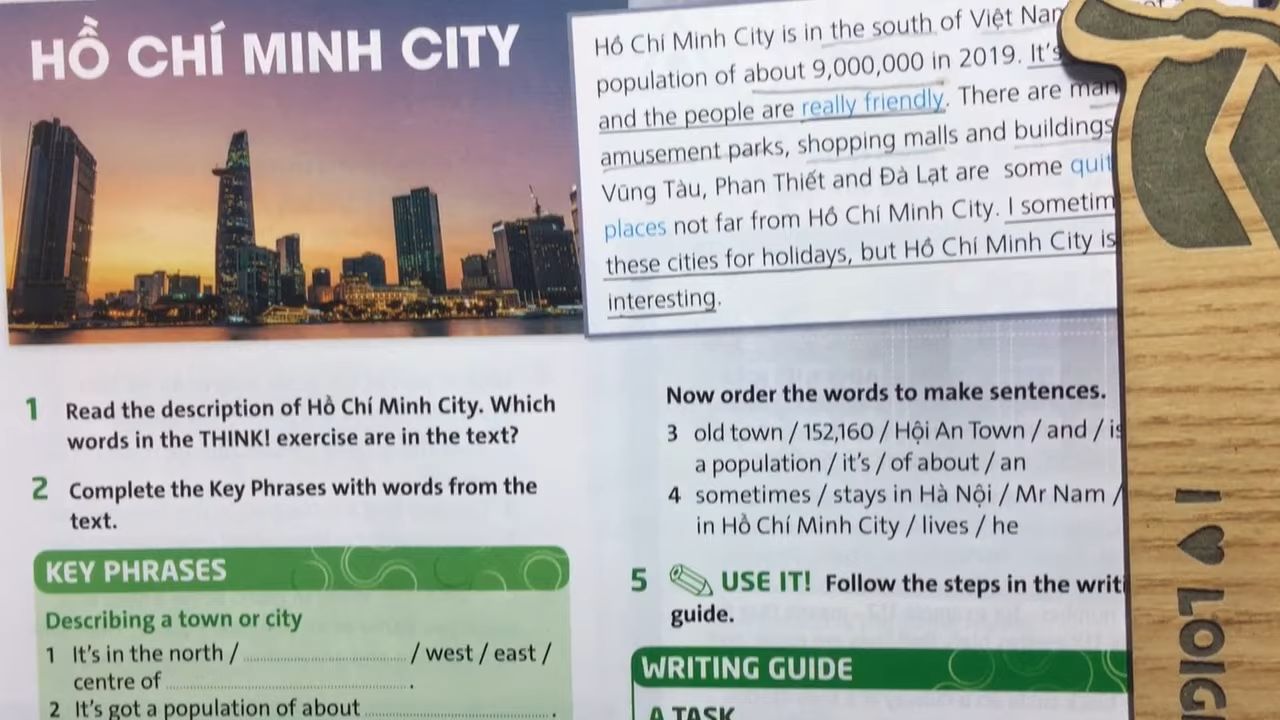 HỒ CHÍ MINH CITY
Hồ Chí Minh City is in the south of Việt Nam
population of about 9,000,000 in 2019. It's
and the people are really friendly. There are
amusement parks, shopping malls and buildings
Vũng Tàu, Phan Thiết and Đà Lạt are some
places not far from Hồ Chí Minh City. I
these cities for holidays, but Hồ Chí Minh City is
interesting.
1 Read the description of Hồ Chí Minh City. Which
words in the THINK! exercise are in the text?
2 Complete the Key Phrases with words from the
text.
KEY PHRASES
Describing a town or city
1 It's in the north / ........................ / west / east /
centre of ........................ .
2 It's got a population of about ........................ .
Now order the words to make sentences.
3 old town / 152,160 / Hội An Town / and /
a population / it's / of about / an
4 sometimes / stays in Hà Nội / Mr Nam /
in Hồ Chí Minh City / lives / he
5 USE IT! Follow the steps in the
guide.
WRITING GUIDE
A TASK
I ♥ LOIG